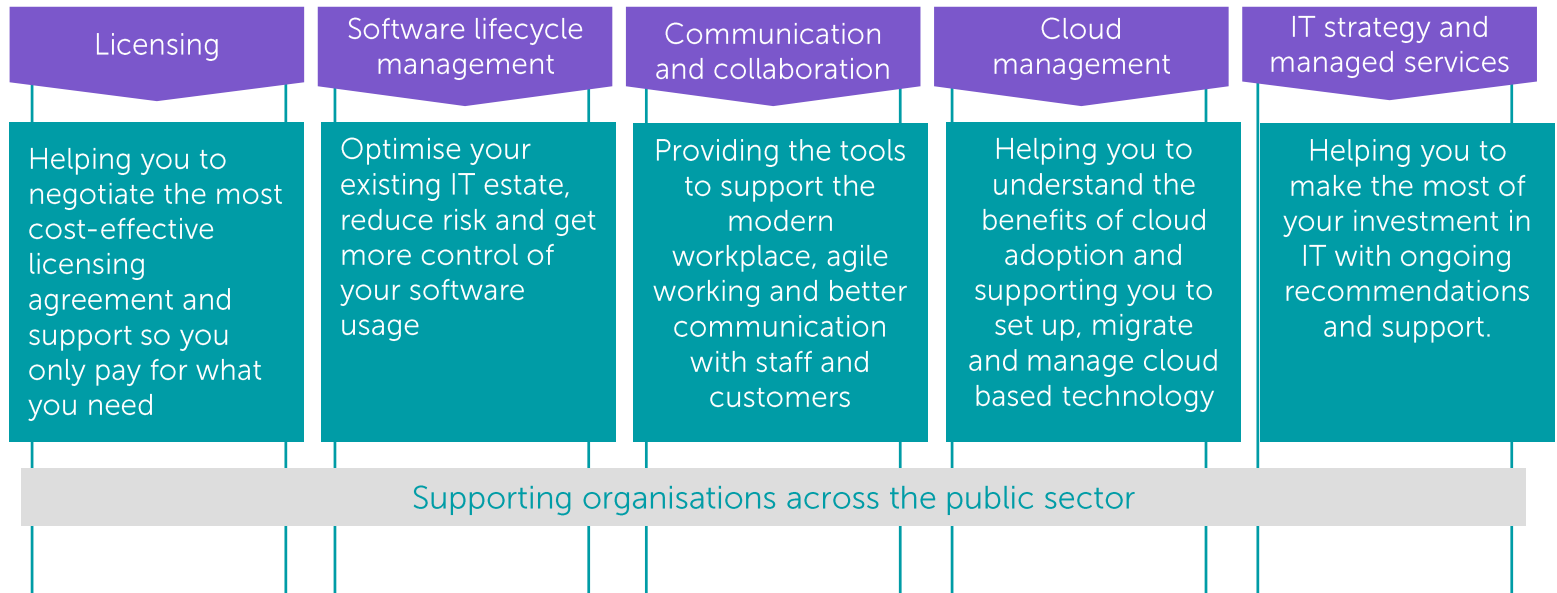 Licensing
Software lifecycle
management
Communication
and collaboration
Cloud
management
IT strategy and
managed services
Helping you to
negotiate the most
cost-effective
licensing
agreement and
support so you
only pay for what
you need
Optimise your
existing IT estate,
reduce risk and get
more control of
your software
usage
Providing the tools
to support the
modern
workplace, agile
working and better
communication
with staff and
customers
Helping you to
understand the
benefits of cloud
adoption and
supporting you to
set up, migrate
and manage cloud
based technology
Helping you to
make the most of
your investment in
IT with ongoing
recommendations
and support.
Supporting organisations across the public sector